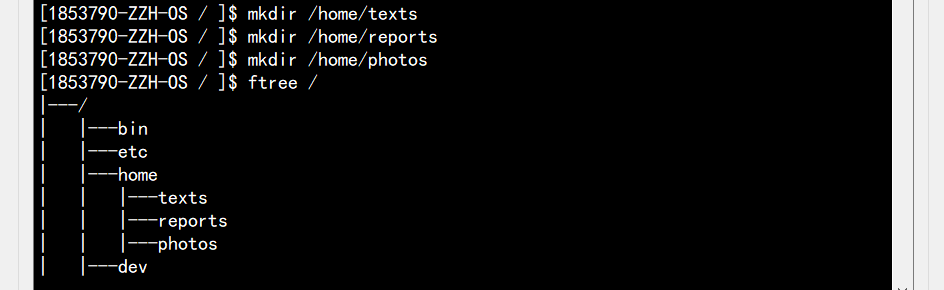 [1853790-ZZH-OS / ]$ mkdir /home/texts
[1853790-ZZH-OS / ]$ mkdir /home/reports
[1853790-ZZH-OS / ]$ mkdir /home/photos
[1853790-ZZH-OS / ]$ ftree /
|---/
|   |---bin
|   |---etc
|   |---home
|   |   |---texts
|   |   |---reports
|   |   |---photos
|   |---dev